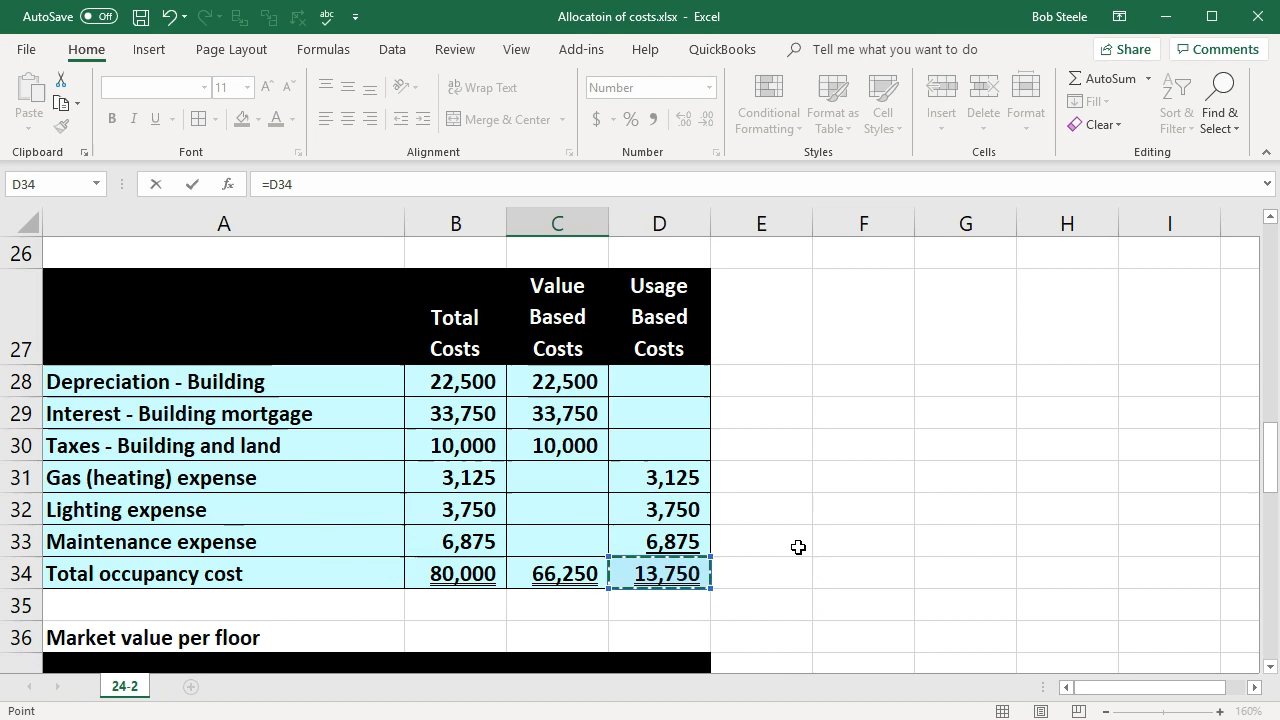 AutoSave Off abc Allocatoin of costs.xlsx - Excel Bob Steele
File Home Insert Page Layout Formulas Data Review View Add-ins Help QuickBooks Tell me what you want to do Share Comments
Paste
11 A A
B I U A
Wrap Text
Merge & Center
Number
$ % 9
Conditional Formatting
Format as Table
Cell Styles
Insert
Delete
Format
AutoSum
Fill
Clear
Sort & Filter
Find & Select
Clipboard Font Alignment Number Styles Cells Editing
D34 fx =D34
A B C D E F G H I
26
27 Total Costs Value Based Costs Usage Based Costs
28 Depreciation - Building 22,500 22,500
29 Interest - Building mortgage 33,750 33,750
30 Taxes - Building and land 10,000 10,000
31 Gas (heating) expense 3,125 3,125
32 Lighting expense 3,750 3,750
33 Maintenance expense 6,875 6,875
34 Total occupancy cost 80,000 66,250 13,750
35
36 Market value per floor
24-2
Point 160%